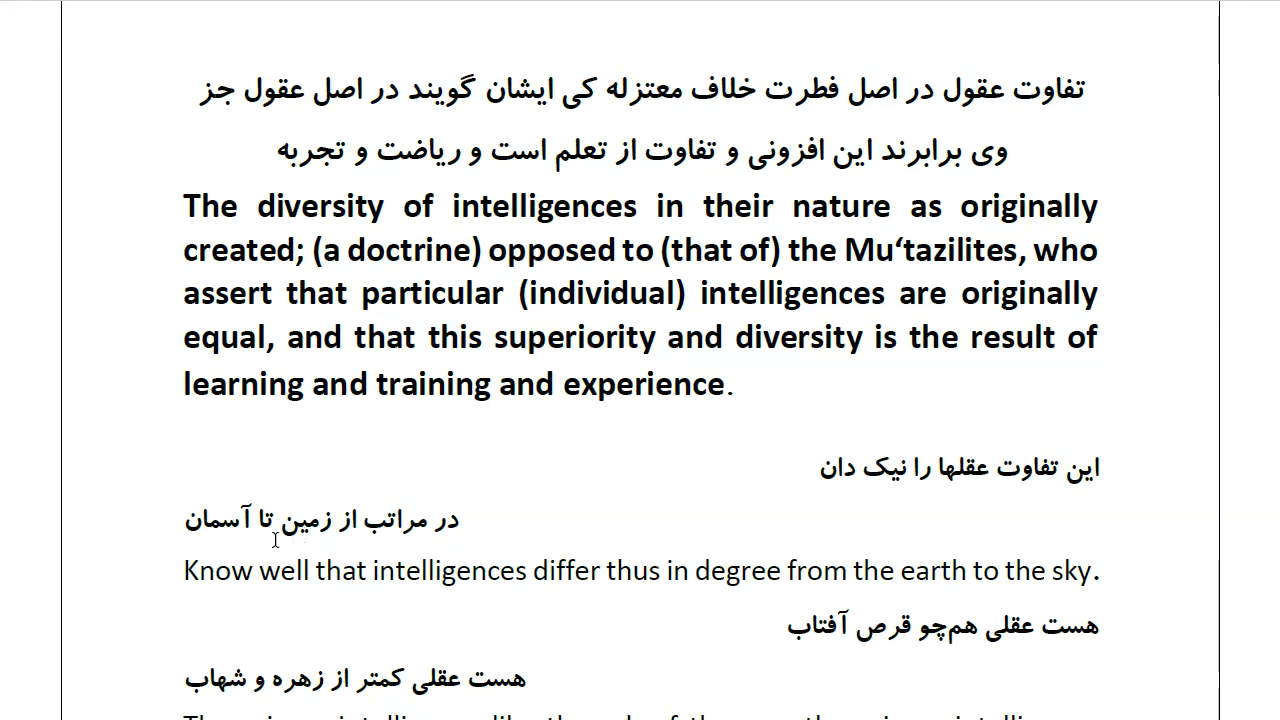 تفاوت عقول در اصل فطرت خلاف معتزله کی ایشان گویند در اصل عقول جز
وی برابرند این افزونی و تفاوت از تعلم است و ریاضت و تجربه
The diversity of intelligences in their nature as originally
created; (a doctrine) opposed to (that of) the Mu‘tazilites, who
assert that particular (individual) intelligences are originally
equal, and that this superiority and diversity is the result of
learning and training and experience.
این تفاوت عقلها را نیک دان
در مراتب از زمین تا آسمان
Know well that intelligences differ thus in degree from the earth to the sky.
هست عقلی هم‌چو قرص آفتاب
هست عقلی کمتر از زهره و شهاب